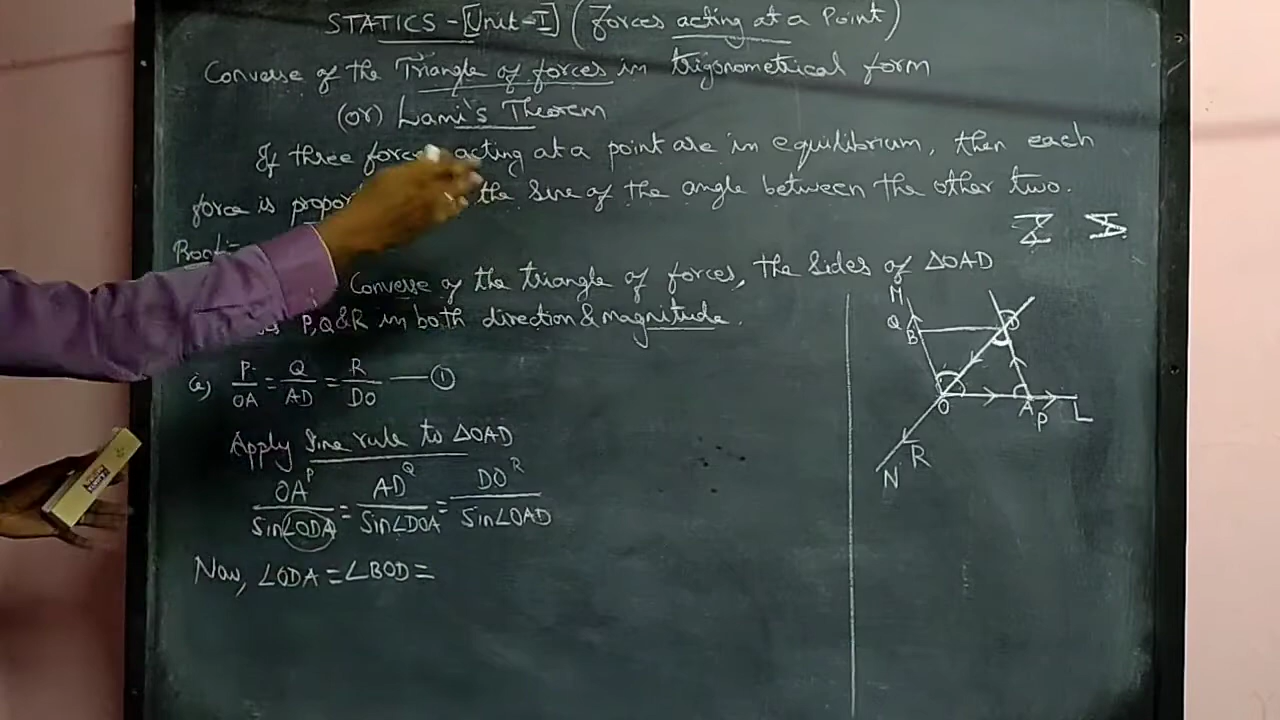 STATICS - [Unit-I] (Forces acting at a Point)
Converse of the Triangle of forces in trigonometrical form
(or) Lami's Theorem
If three forces acting at a point are in equilibrium, then each
force is the Sine of the angle between the other two.
Converse of the triangle of forces, the sides of ΔOAD
P,Q&R in both direction & magnitude.
P/OA = Q/AD = R/DO — ①
Apply Sine rule to ΔOAD
OA^P/Sin∠ODA = AD^Q/Sin∠DOA = DO^R/Sin∠OAD
Now, ∠ODA = ∠BOD =
M
Q
B
D
O
A
P
L
R
N